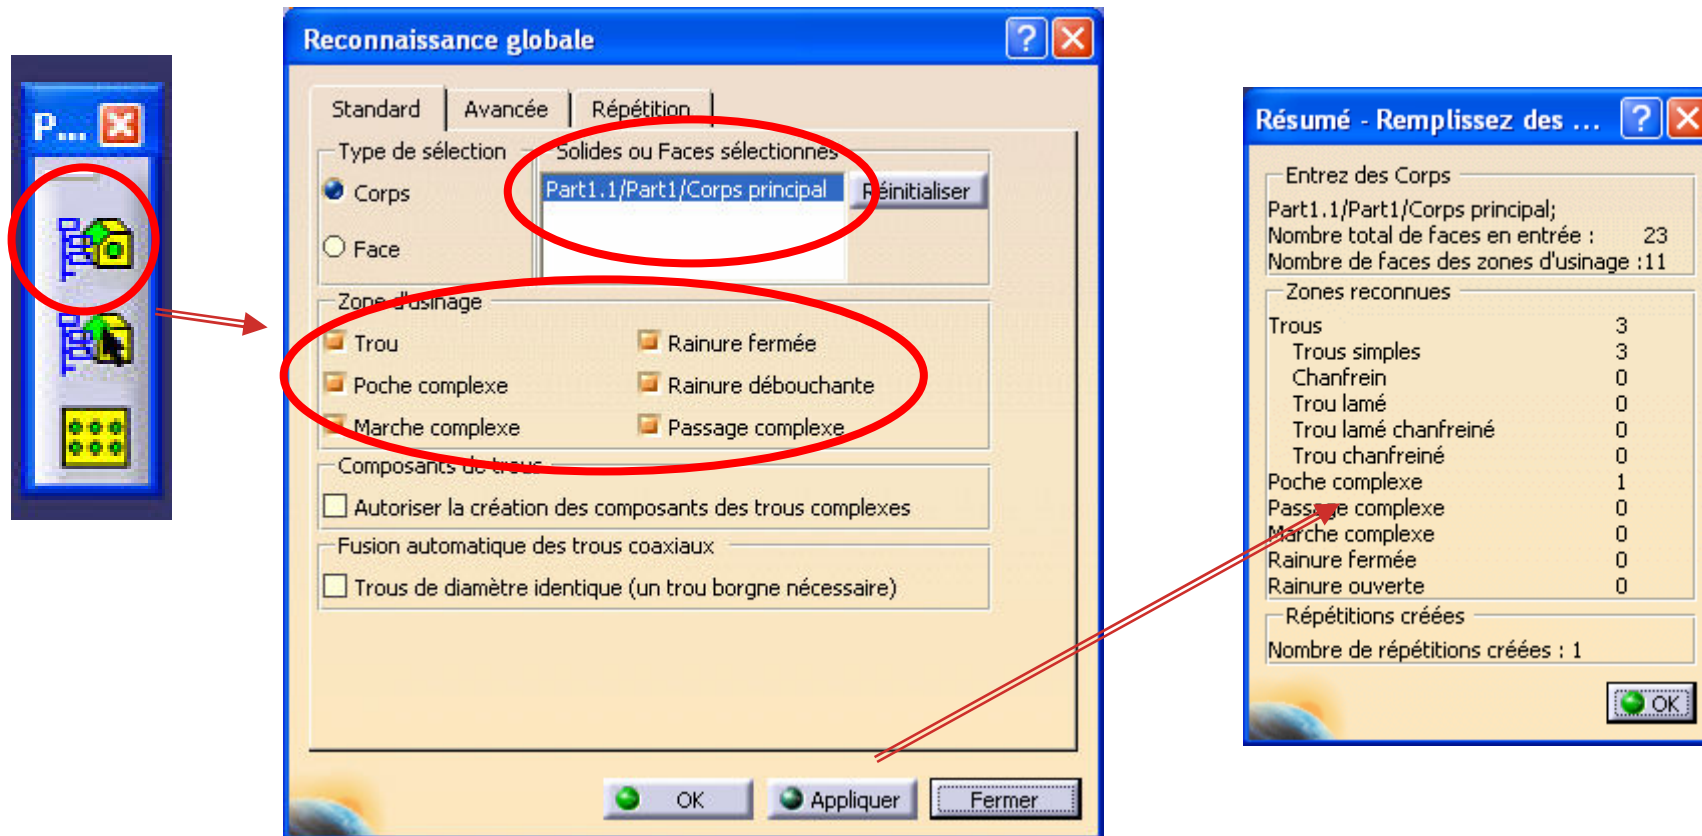 P...
Reconnaissance globale
Standard
Avancée
Répétition
Type de sélection
Solides ou Faces sélectionnés
Corps
Part1.1/Part1/Corps principal
Réinitialiser
Face
Zone d'usinage
Trou
Rainure fermée
Poche complexe
Rainure débouchante
Marche complexe
Passage complexe
Composants de trous
Autoriser la création des composants des trous complexes
Fusion automatique des trous coaxiaux
Trous de diamètre identique (un trou borgne nécessaire)
OK
Appliquer
Fermer
Résumé - Remplissez des ...
Entrez des Corps
Part1.1/Part1/Corps principal;
Nombre total de faces en entrée : 23
Nombre de faces des zones d'usinage :11
Zones reconnues
Trous 3
Trous simples 3
Chanfrein 0
Trou lamé 0
Trou lamé chanfreiné 0
Trou chanfreiné 0
Poche complexe 1
Passage complexe 0
Marche complexe 0
Rainure fermée 0
Rainure ouverte 0
Répétitions créées
Nombre de répétitions créées : 1
OK